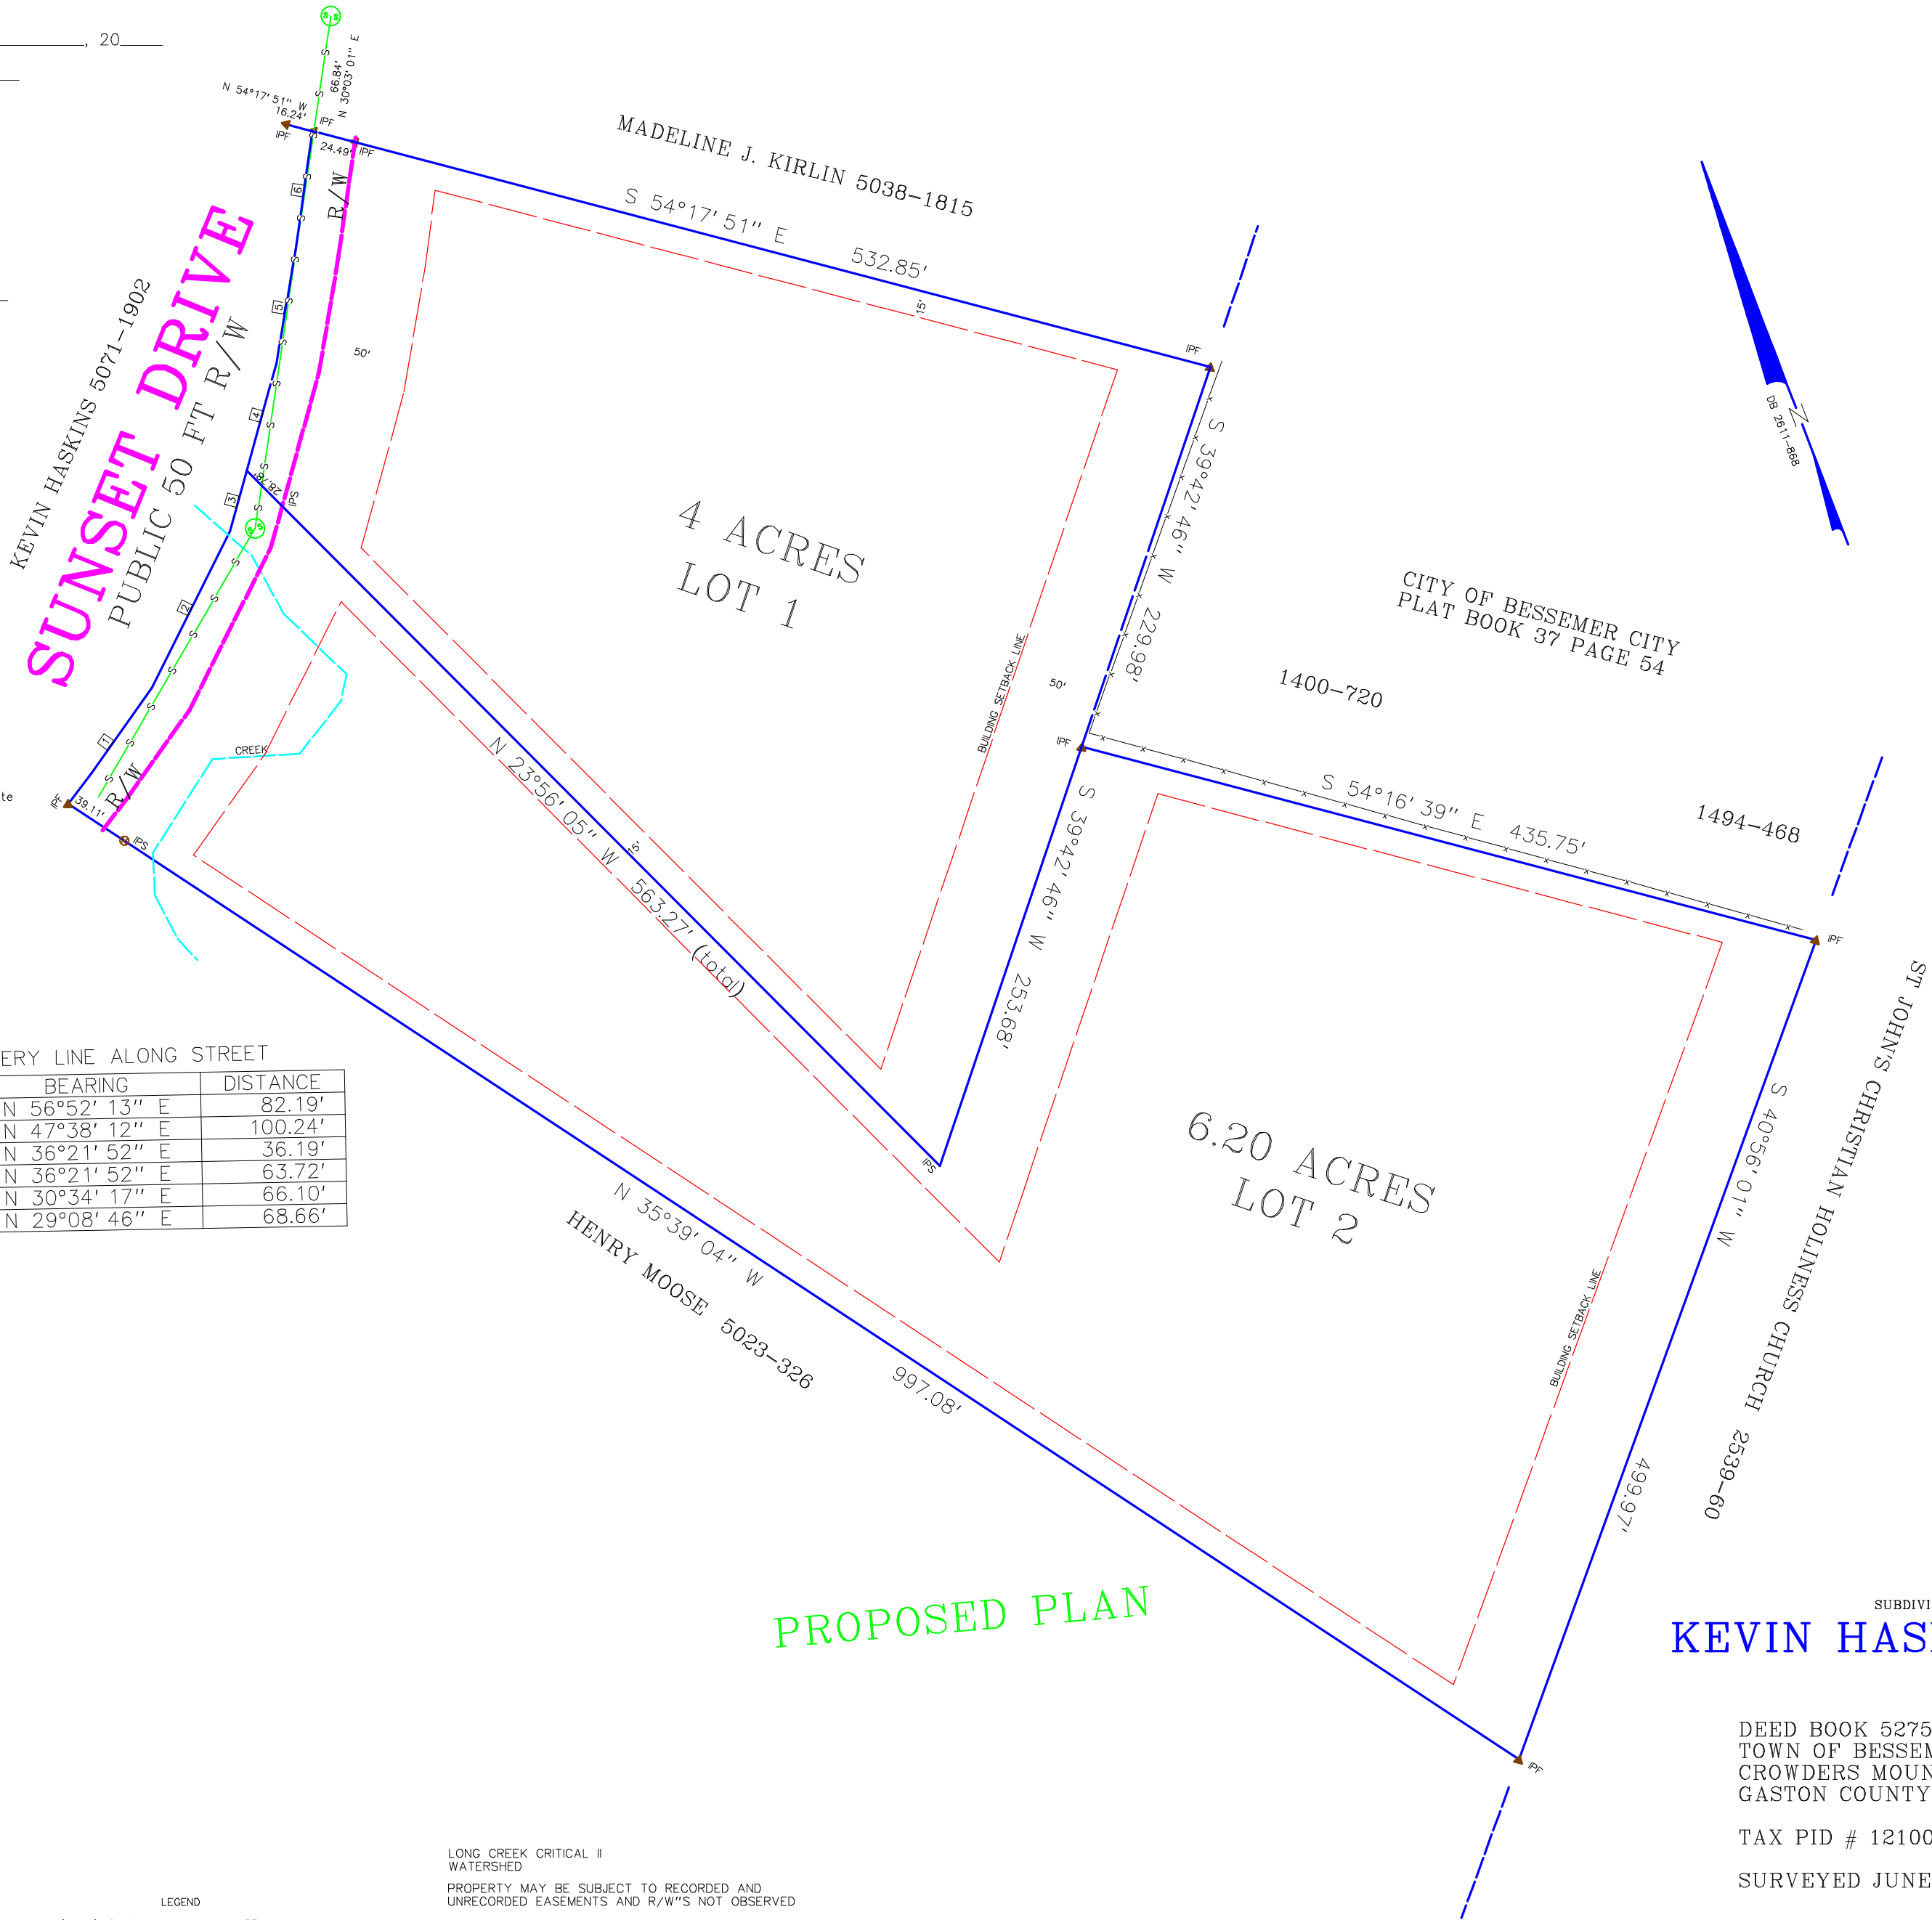 , 20
N 54°17'51" W
16.24'
66.84'
N 30°03'01" E
IPF
IPF
IPF
24.49'
R/W
MADELINE J. KIRLIN 5038-1815
S 54°17'51" E 532.85'
15'
50'
KEVIN HASKINS 5071-1902
SUNSET DRIVE
PUBLIC 50 FT R/W
6
5
4
3
2
1
28.78'
IPS
4 ACRES
LOT 1
IPF
S 39°42'46" W 229.98'
BUILDING SETBACK LINE
50'
DB 2611-868
N
CITY OF BESSEMER CITY
PLAT BOOK 37 PAGE 54
1400-720
1494-468
IPF
S 54°16'39" E 435.75'
IPF
CREEK
R/W
te
IPF
39.11'
IPS
N 23°56'05" W 563.27' (total)
15'
S 39°42'46" W 253.68'
IPS
6.20 ACRES
LOT 2
BUILDING SETBACK LINE
S 40°56'01" W
499.97'
ST JOHN'S CHRISTIAN HOLINESS CHURCH 2539-60
N 35°39'04" W
997.08'
HENRY MOOSE 5023-326
IPF
ERY LINE ALONG STREET
BEARING DISTANCE
N 56°52'13" E 82.19'
N 47°38'12" E 100.24'
N 36°21'52" E 36.19'
N 36°21'52" E 63.72'
N 30°34'17" E 66.10'
N 29°08'46" E 68.66'
PROPOSED PLAN
SUBDIVI
KEVIN HAS
DEED BOOK 5275
TOWN OF BESSEM
CROWDERS MOUN
GASTON COUNTY
TAX PID # 12100
SURVEYED JUNE
LONG CREEK CRITICAL II
WATERSHED
PROPERTY MAY BE SUBJECT TO RECORDED AND
UNRECORDED EASEMENTS AND R/W"S NOT OBSERVED
LEGEND